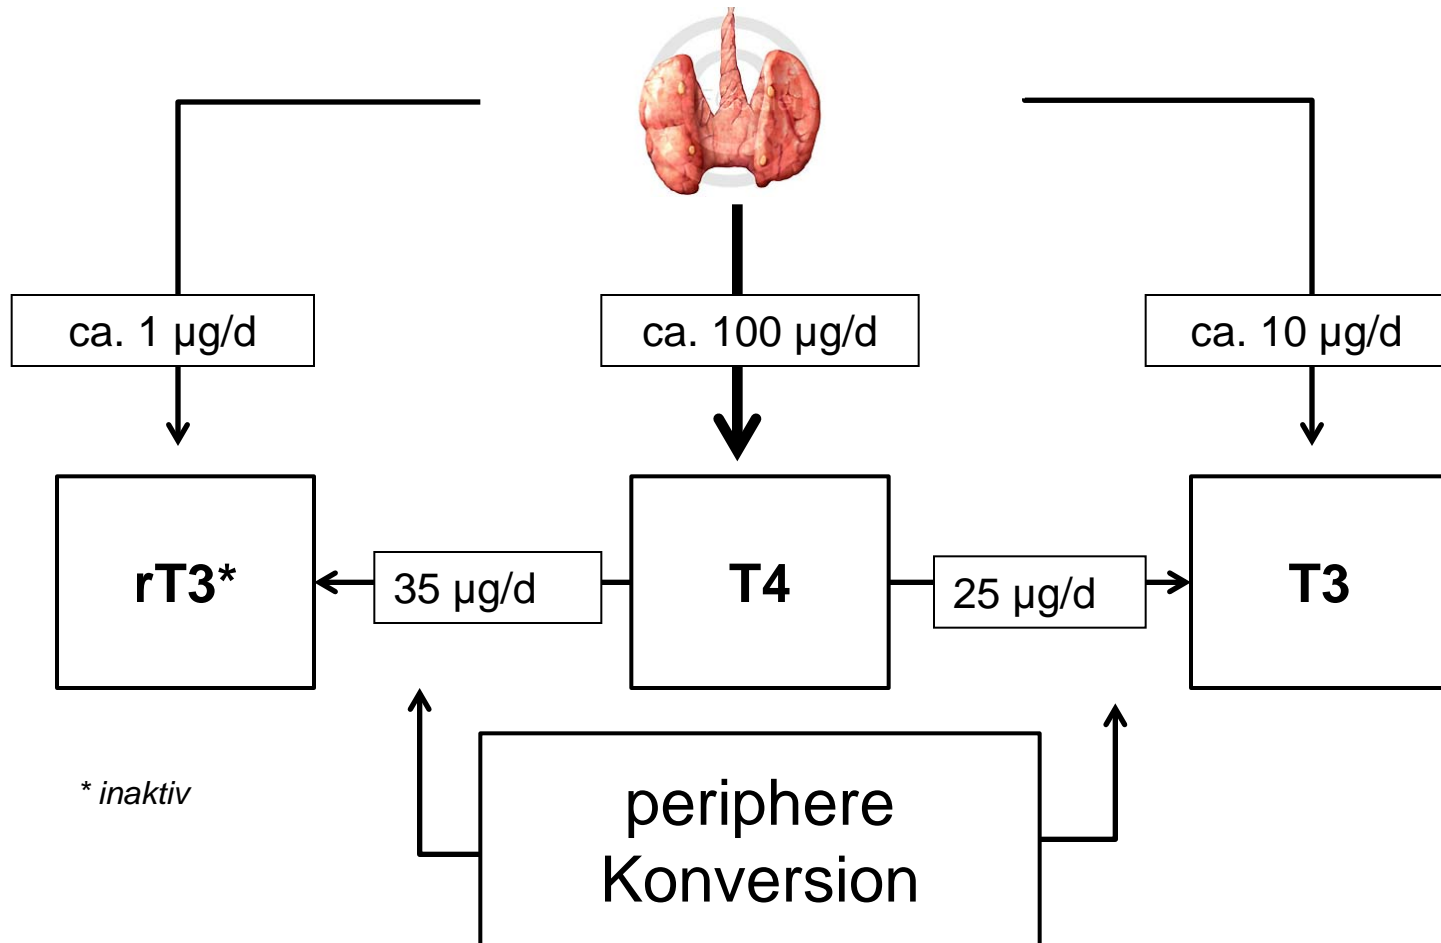 ca. 1 µg/d
ca. 100 µg/d
ca. 10 µg/d
rT3*
35 µg/d
T4
25 µg/d
T3
* inaktiv
periphere
Konversion